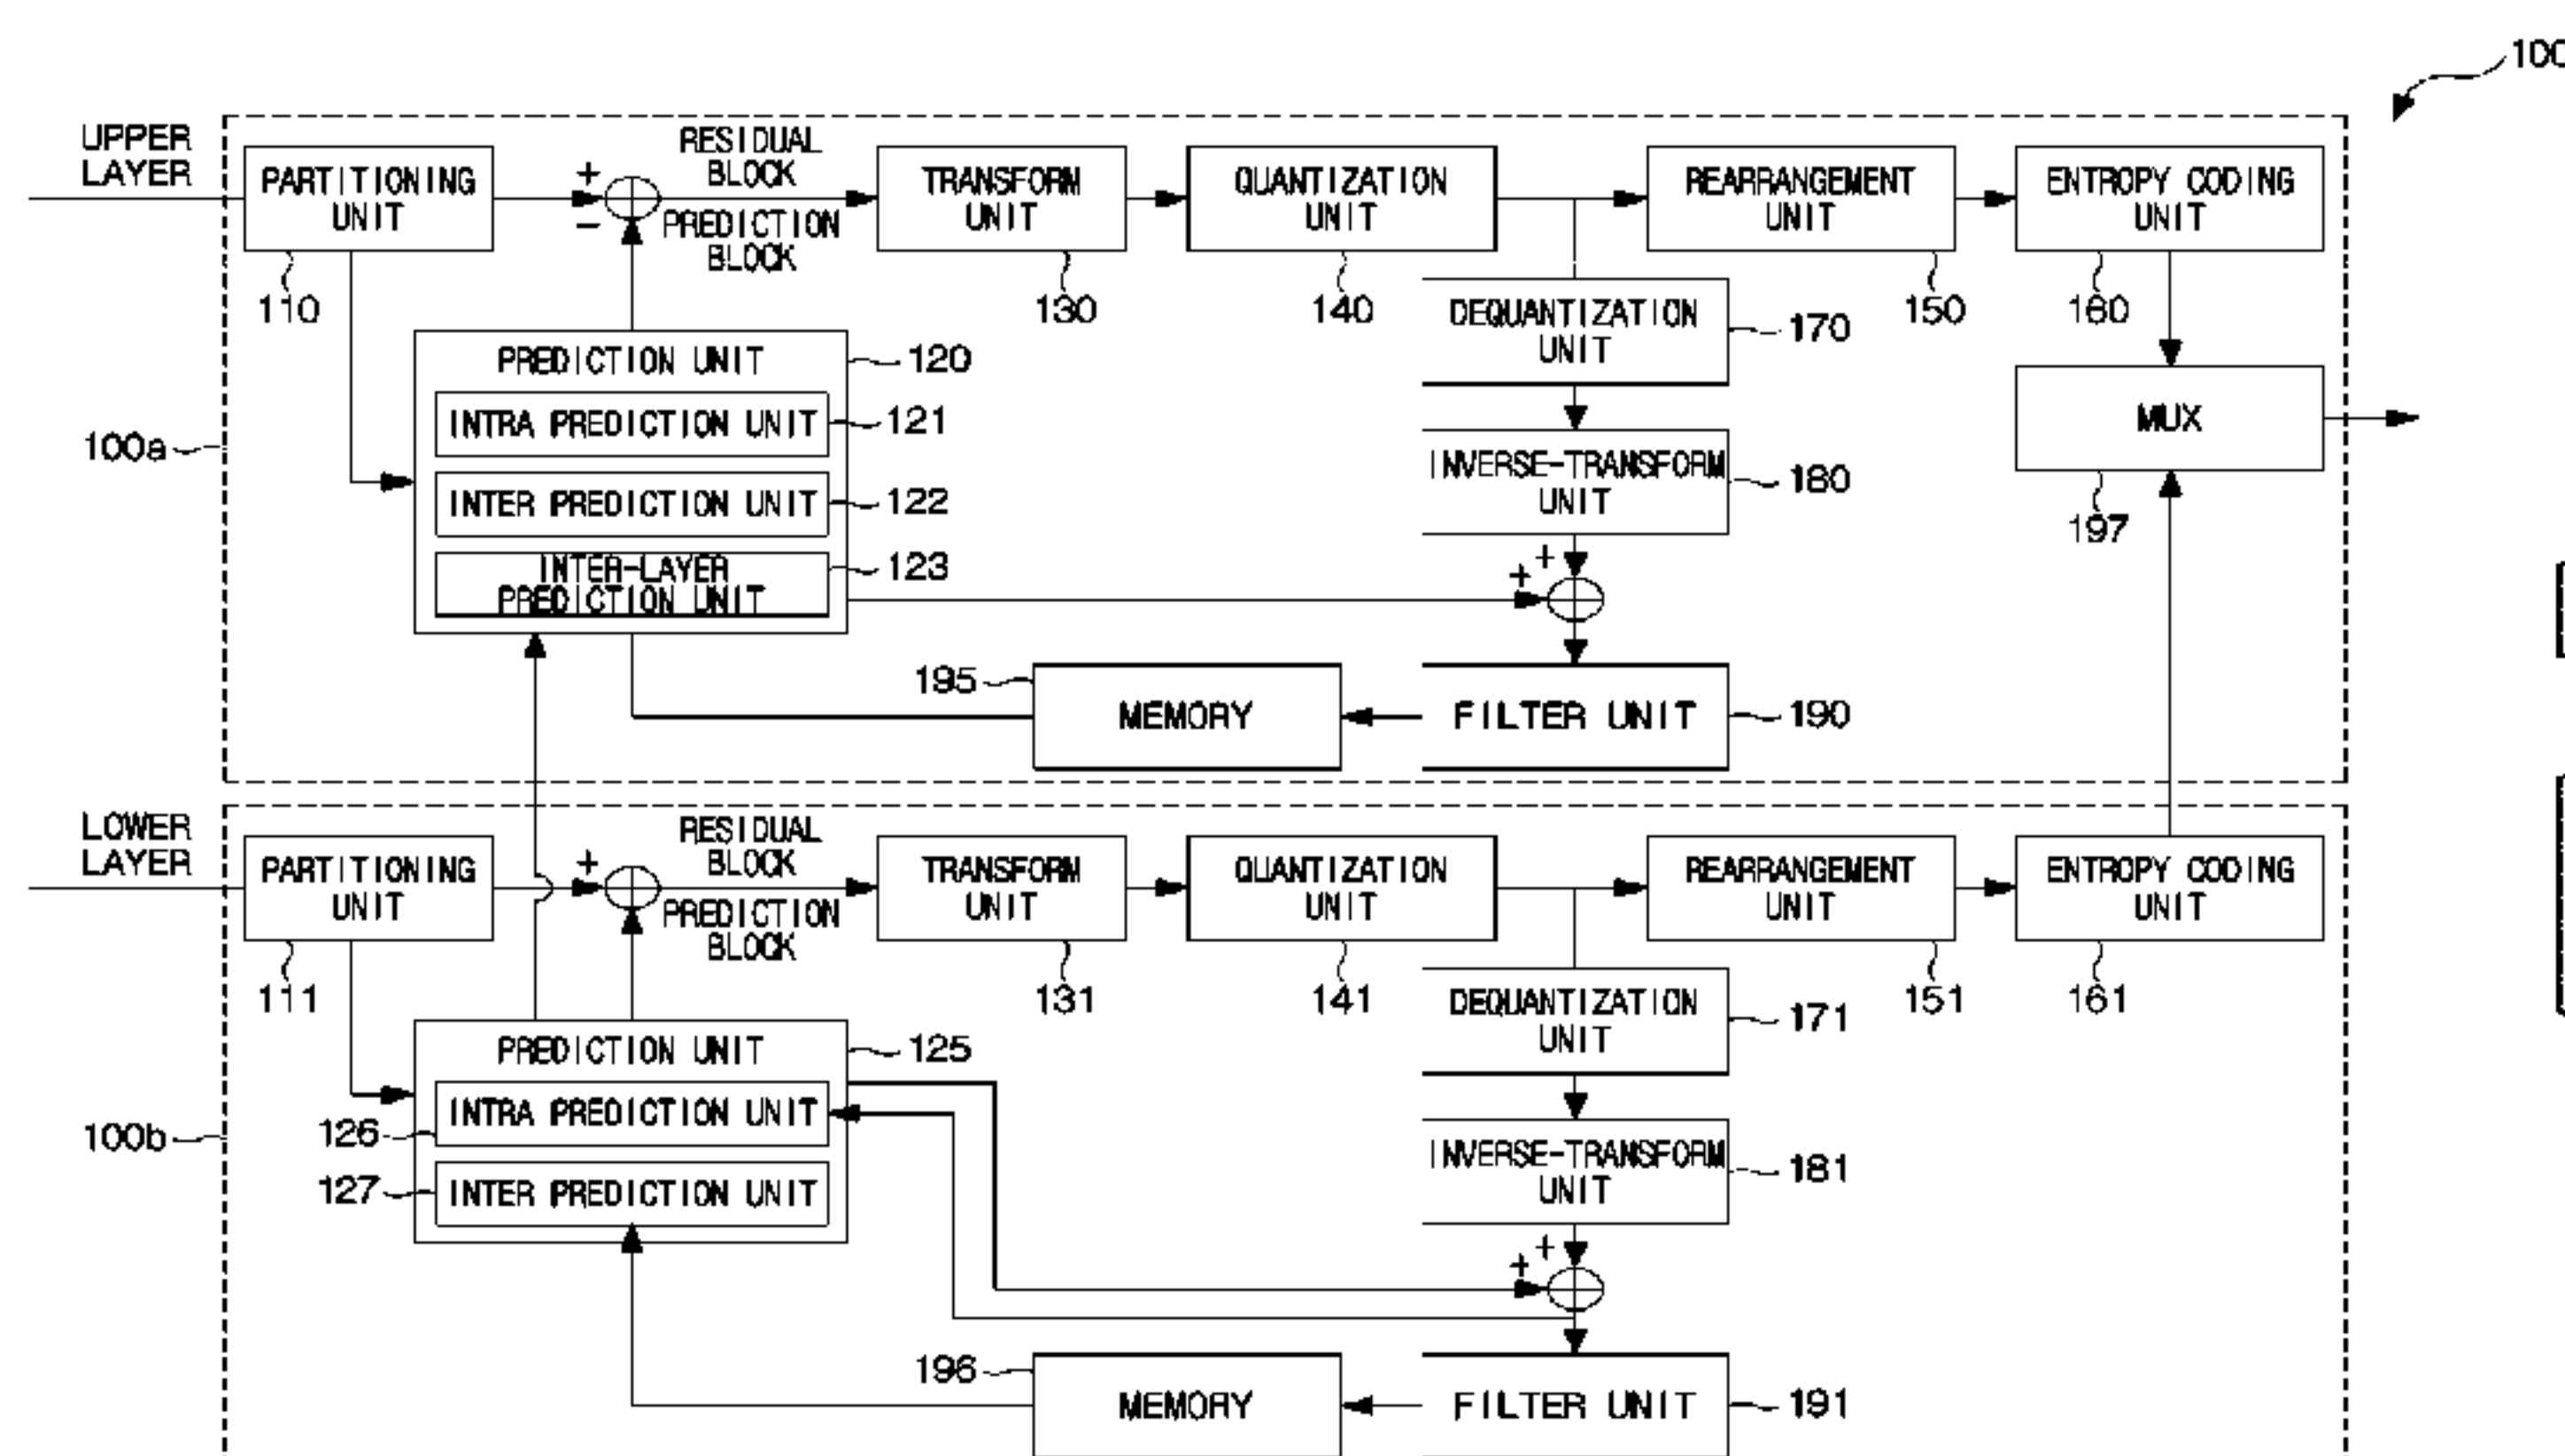 100
UPPER
LAYER
PARTITIONING
UNIT
110
+
−
RESIDUAL
BLOCK
PREDICTION
BLOCK
TRANSFORM
UNIT
130
QUANTIZATION
UNIT
140
REARRANGEMENT
UNIT
150
ENTROPY CODING
UNIT
160
DEQUANTIZATION
UNIT
170
PREDICTION UNIT
120
INTRA PREDICTION UNIT
121
INTER PREDICTION UNIT
122
INTER-LAYER
PREDICTION UNIT
123
100a
INVERSE-TRANSFORM
UNIT
180
MUX
197
+
+
195
MEMORY
FILTER UNIT
190
LOWER
LAYER
PARTITIONING
UNIT
111
+
RESIDUAL
BLOCK
PREDICTION
BLOCK
TRANSFORM
UNIT
131
QUANTIZATION
UNIT
141
REARRANGEMENT
UNIT
151
ENTROPY CODING
UNIT
161
DEQUANTIZATION
UNIT
171
PREDICTION UNIT
125
INTRA PREDICTION UNIT
126
INTER PREDICTION UNIT
127
100b
INVERSE-TRANSFORM
UNIT
181
+
+
196
MEMORY
FILTER UNIT
191